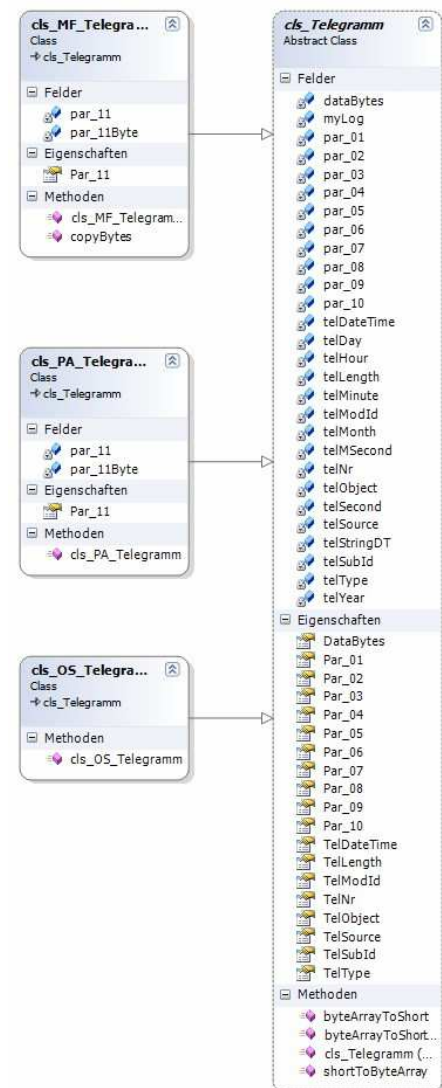 cls_MF_Telegra...
Class
cls_Telegramm
Felder
par_11
par_11Byte
Eigenschaften
Par_11
Methoden
cls_MF_Telegram...
copyBytes
cls_PA_Telegra...
Class
cls_Telegramm
Felder
par_11
par_11Byte
Eigenschaften
Par_11
Methoden
cls_PA_Telegramm
cls_OS_Telegra...
Class
cls_Telegramm
Methoden
cls_OS_Telegramm
cls_Telegramm
Abstract Class
Felder
dataBytes
myLog
par_01
par_02
par_03
par_04
par_05
par_06
par_07
par_08
par_09
par_10
telDateTime
telDay
telHour
telLength
telMinute
telModId
telMonth
telMSecond
telNr
telObject
telSecond
telSource
telStringDT
telSubId
telType
telYear
Eigenschaften
DataBytes
Par_01
Par_02
Par_03
Par_04
Par_05
Par_06
Par_07
Par_08
Par_09
Par_10
TelDateTime
TelLength
TelModId
TelNr
TelObject
TelSource
TelSubId
TelType
Methoden
byteArrayToShort
byteArrayToShort...
cls_Telegramm (...
shortToByteArray